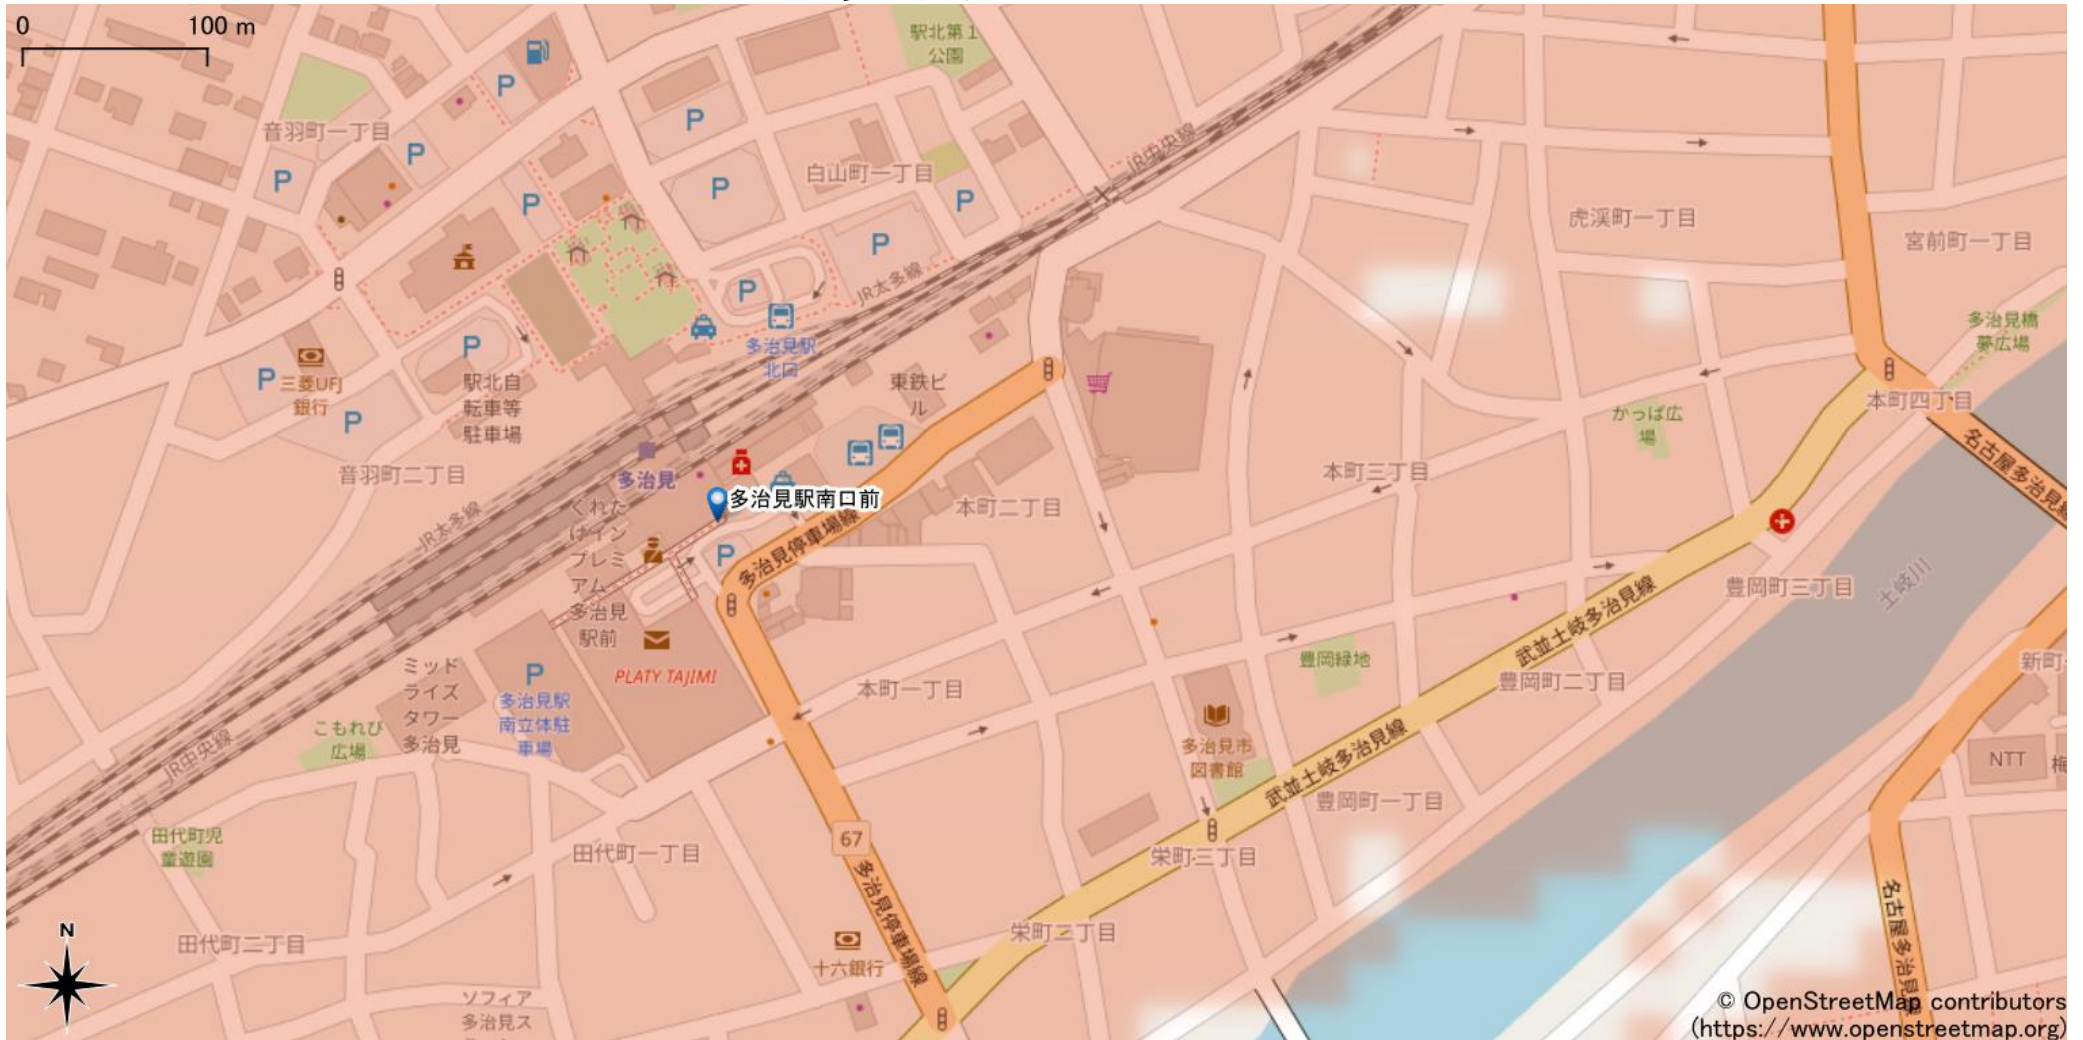 0
100 m
駅北第1
公園
音羽町一丁目
P
P
P
P
P
P
P
P
P
P
白山町一丁目
JR中央線
虎渓町一丁目
宮前町一丁目
JR太多線
多治見駅
北口
東鉄ビ
ル
多治見橋
夢広場
本町四丁目
名古屋多治見線
かっぱ広
場
P
三菱UFJ
銀行
P
P
駅北自
転車等
駐車場
音羽町二丁目
多治見
多治見駅南口前
本町三丁目
本町二丁目
JR太多線
くれた
けイン
プレミ
アム
多治見
駅前
P
多治見停車場線
豊岡町三丁目
土岐川
武並土岐多治見線
豊岡緑地
豊岡町二丁目
新町
PLATY TAJIMI
本町一丁目
ミッド
ライズ
タワー
多治見
P
多治見駅
南立体駐
車場
こもれび
広場
JR中央線
多治見市
図書館
武並土岐多治見線
豊岡町一丁目
NTT
梅
田代町児
童遊園
田代町一丁目
67
多治見停車場線
栄町三丁目
栄町二丁目
名古屋多治見線
N
田代町二丁目
十六銀行
ソフィア
多治見ス
© OpenStreetMap contributors
(https://www.openstreetmap.org)